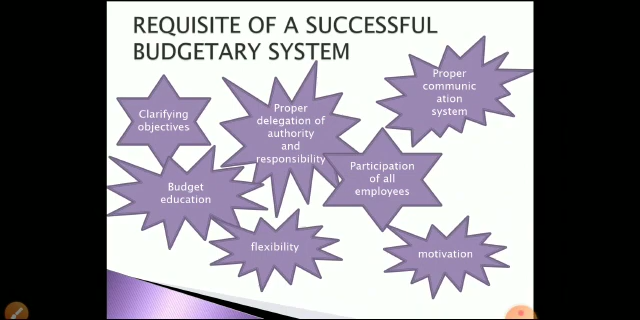 REQUISITE OF A SUCCESSFUL
BUDGETARY SYSTEM
Clarifying
objectives
Proper
delegation of
authority
and
responsibility
Proper
communic
ation
system
Budget
education
Participation
of all
employees
flexibility
motivation